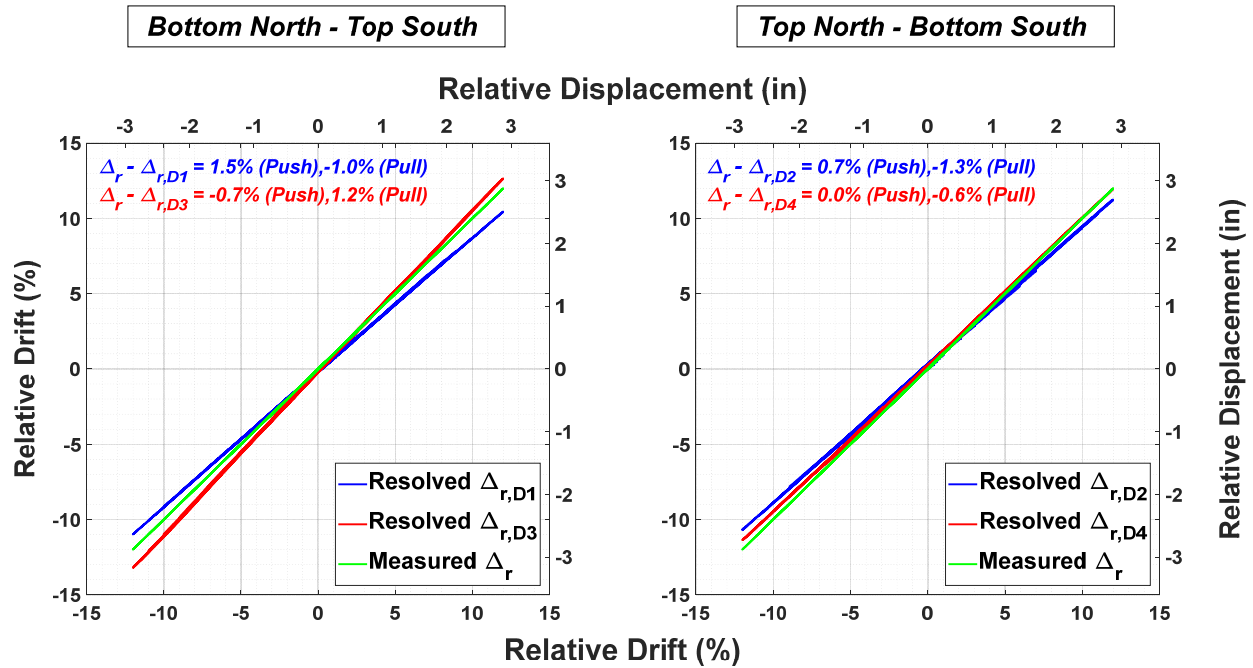 Bottom North - Top South
Top North - Bottom South
Relative Displacement (in)
-3 -2 -1 0 1 2 3
-3 -2 -1 0 1 2 3
Δr - Δr,D1 = 1.5% (Push),-1.0% (Pull)
Δr - Δr,D3 = -0.7% (Push),1.2% (Pull)
Δr - Δr,D2 = 0.7% (Push),-1.3% (Pull)
Δr - Δr,D4 = 0.0% (Push),-0.6% (Pull)
Relative Drift (%)
15
10
5
0
-5
-10
-15
3
2
1
0
-1
-2
-3
Resolved Δr,D1
Resolved Δr,D3
Measured Δr
-15 -10 -5 0 5 10 15
15
10
5
0
-5
-10
-15
3
2
1
0
-1
-2
-3
Relative Displacement (in)
Resolved Δr,D2
Resolved Δr,D4
Measured Δr
-15 -10 -5 0 5 10 15
Relative Drift (%)